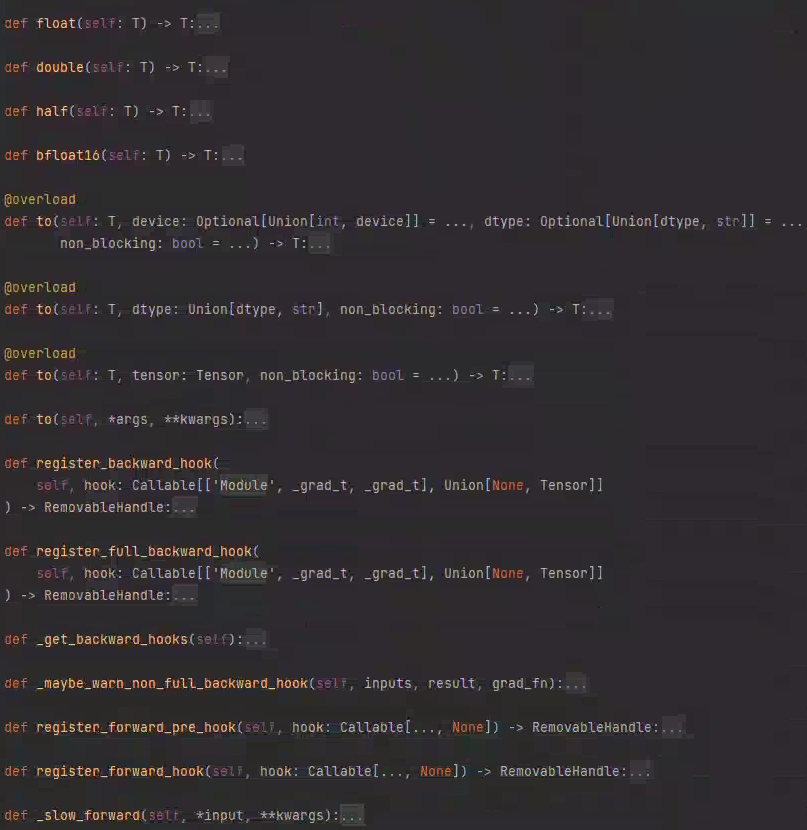 def float(self: T) -> T:...
def double(self: T) -> T:...
def half(self: T) -> T:...
def bfloat16(self: T) -> T:...
@overload
def to(self: T, device: Optional[Union[int, device]] = ..., dtype: Optional[Union[dtype, str]] = ...
non_blocking: bool = ...) -> T:...
@overload
def to(self: T, dtype: Union[dtype, str], non_blocking: bool = ...) -> T:...
@overload
def to(self: T, tensor: Tensor, non_blocking: bool = ...) -> T:...
def to(self, *args, **kwargs):...
def register_backward_hook(
self, hook: Callable[['Module', _grad_t, _grad_t], Union[None, Tensor]]
) -> RemovableHandle:...
def register_full_backward_hook(
self, hook: Callable[['Module', _grad_t, _grad_t], Union[None, Tensor]]
) -> RemovableHandle:...
def _get_backward_hooks(self):...
def _maybe_warn_non_full_backward_hook(self, inputs, result, grad_fn):...
def register_forward_pre_hook(self, hook: Callable[..., None]) -> RemovableHandle:...
def register_forward_hook(self, hook: Callable[..., None]) -> RemovableHandle:...
def _slow_forward(self, *input, **kwargs):...